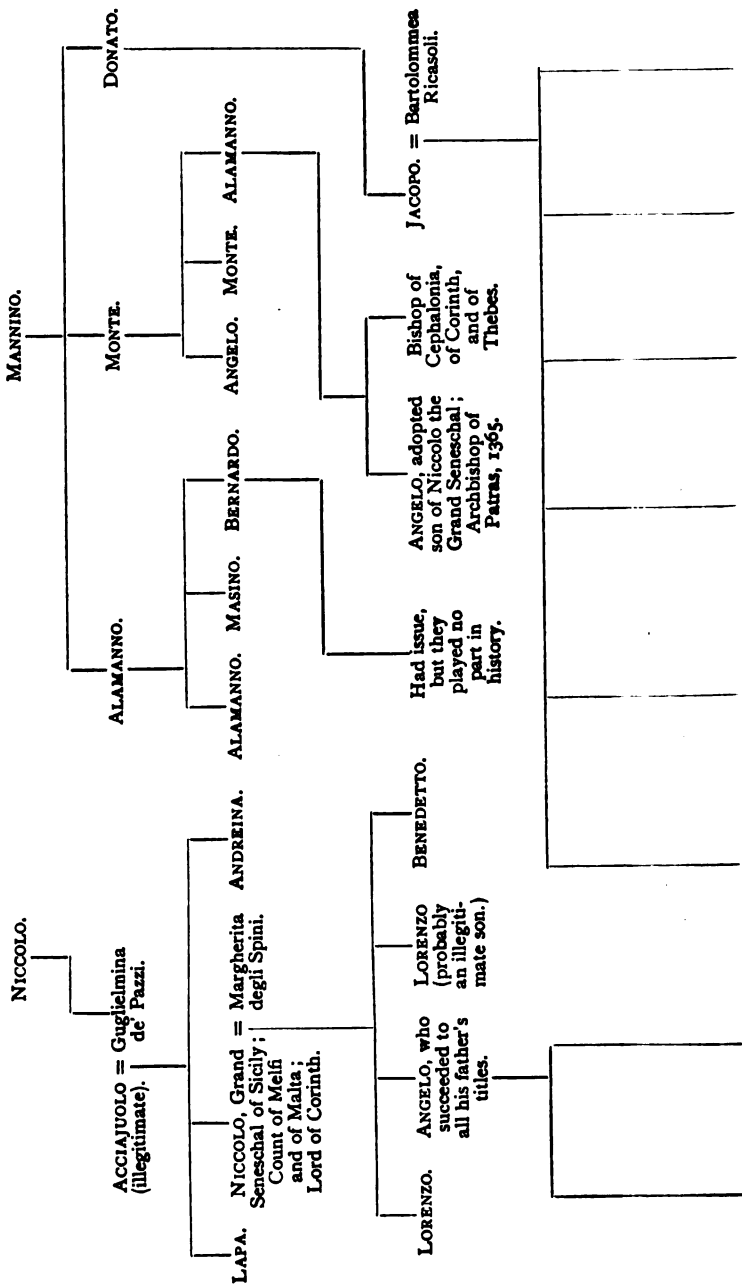 NICCOLO.
MANNINO.
ACCIAJUOLO = Guglielmina
(illegitimate). de' Pazzi.
ALAMANNO.
MONTE.
DONATO.
LAPA.
NICCOLO, Grand = Margherita
Seneschal of Sicily; degli Spini.
Count of Melfi
and of Malta;
Lord of Corinth.
ANDREINA.
ALAMANNO.
MASINO.
BERNARDO.
ANGELO.
MONTE.
ALAMANNO.
LORENZO.
ANGELO, who
succeeded to
all his father's
titles.
LORENZO
(probably
an illegiti-
mate son.)
BENEDETTO.
Had issue,
but they
played no
part in
history.
ANGELO, adopted
son of Niccolo the
Grand Seneschal;
Archbishop of
Patras, 1365.
Bishop of
Cephalonia,
of Corinth,
and of
Thebes.
JACOPO. = Bartolommea
Ricasoli.